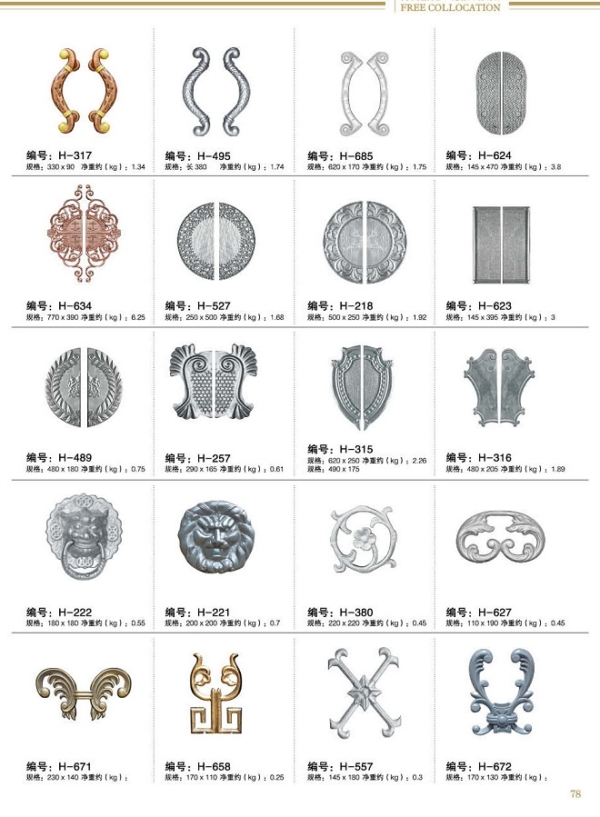 FREE COLLOCATION
编号：H-317
规格：330 x 90 净重约（kg）：1.34
编号：H-495
规格：长 380 净重约（kg）：1.74
编号：H-685
规格：620 x 170 净重约（kg）：1.75
编号：H-624
规格：145 x 470 净重约（kg）：3.8
编号：H-634
规格：770 x 390 净重约（kg）：6.25
编号：H-527
规格：250 x 500 净重约（kg）：1.68
编号：H-218
规格：500 x 250 净重约（kg）：1.92
编号：H-623
规格：145 x 395 净重约（kg）：3
编号：H-489
规格：480 x 180 净重约（kg）：0.75
编号：H-257
规格：290 x 165 净重约（kg）：0.61
编号：H-315
规格：620 x 250 净重约（kg）：2.26
规格：490 x 175
编号：H-316
规格：480 x 205 净重约（kg）：1.89
编号：H-222
规格：180 x 180 净重约（kg）：0.55
编号：H-221
规格：200 x 200 净重约（kg）：0.7
编号：H-380
规格：220 x 220 净重约（kg）：0.45
编号：H-627
规格：110 x 190 净重约（kg）：0.45
编号：H-671
规格：230 x 140 净重约（kg）：
编号：H-658
规格：170 x 110 净重约（kg）：0.25
编号：H-557
规格：145 x 180 净重约（kg）：0.3
编号：H-672
规格：170 x 130 净重约（kg）：
78